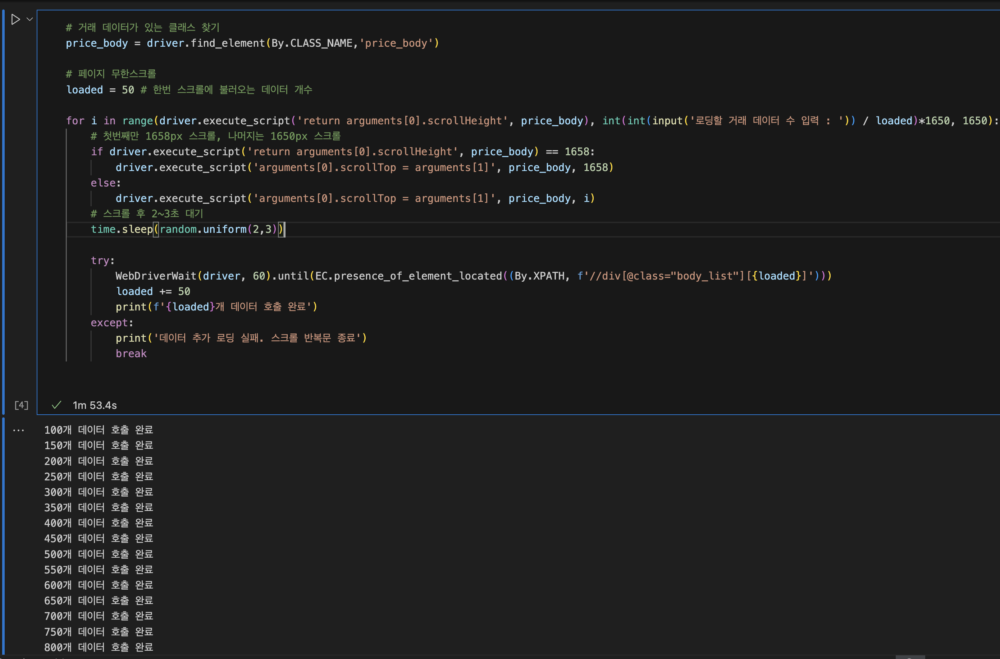 # 거래 데이터가 있는 클래스 찾기
price_body = driver.find_element(By.CLASS_NAME,'price_body')
# 페이지 무한스크롤
loaded = 50 # 한번 스크롤에 불러오는 데이터 개수
for i in range(driver.execute_script('return arguments[0].scrollHeight', price_body), int(int(input('로딩할 거래 데이터 수 입력 : ')) / loaded)*1650, 1650):
# 첫번째만 1658px 스크롤, 나머지는 1650px 스크롤
if driver.execute_script('return arguments[0].scrollHeight', price_body) == 1658:
driver.execute_script('arguments[0].scrollTop = arguments[1]', price_body, 1658)
else:
driver.execute_script('arguments[0].scrollTop = arguments[1]', price_body, i)
# 스크롤 후 2~3초 대기
time.sleep(random.uniform(2,3))
try:
WebDriverWait(driver, 60).until(EC.presence_of_element_located((By.XPATH, f'//div[@class="body_list"][{loaded}]')))
loaded += 50
print(f'{loaded}개 데이터 호출 완료')
except:
print('데이터 추가 로딩 실패. 스크롤 반복문 종료')
break
[4] 1m 53.4s
... 100개 데이터 호출 완료
150개 데이터 호출 완료
200개 데이터 호출 완료
250개 데이터 호출 완료
300개 데이터 호출 완료
350개 데이터 호출 완료
400개 데이터 호출 완료
450개 데이터 호출 완료
500개 데이터 호출 완료
550개 데이터 호출 완료
600개 데이터 호출 완료
650개 데이터 호출 완료
700개 데이터 호출 완료
750개 데이터 호출 완료
800개 데이터 호출 완료